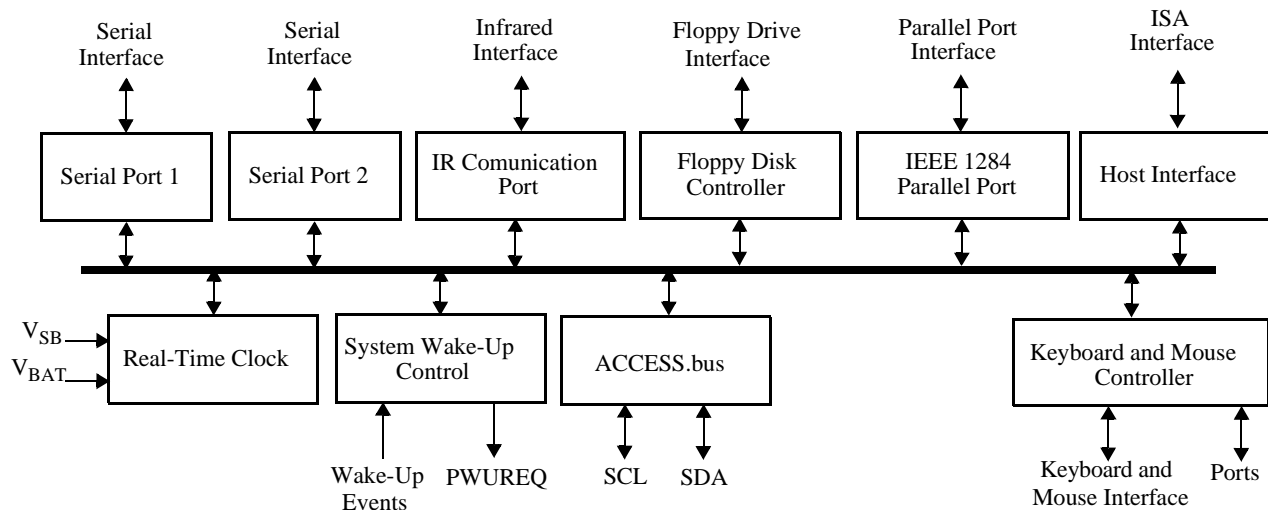 Serial
Interface
Serial
Interface
Infrared
Interface
Floppy Drive
Interface
Parallel Port
Interface
ISA
Interface
Serial Port 1
Serial Port 2
IR Comunication
Port
Floppy Disk
Controller
IEEE 1284
Parallel Port
Host Interface
VSB
VBAT
Real-Time Clock
System Wake-Up
Control
ACCESS.bus
Keyboard and Mouse
Controller
Wake-Up
Events
PWUREQ
SCL
SDA
Keyboard and
Mouse Interface
Ports